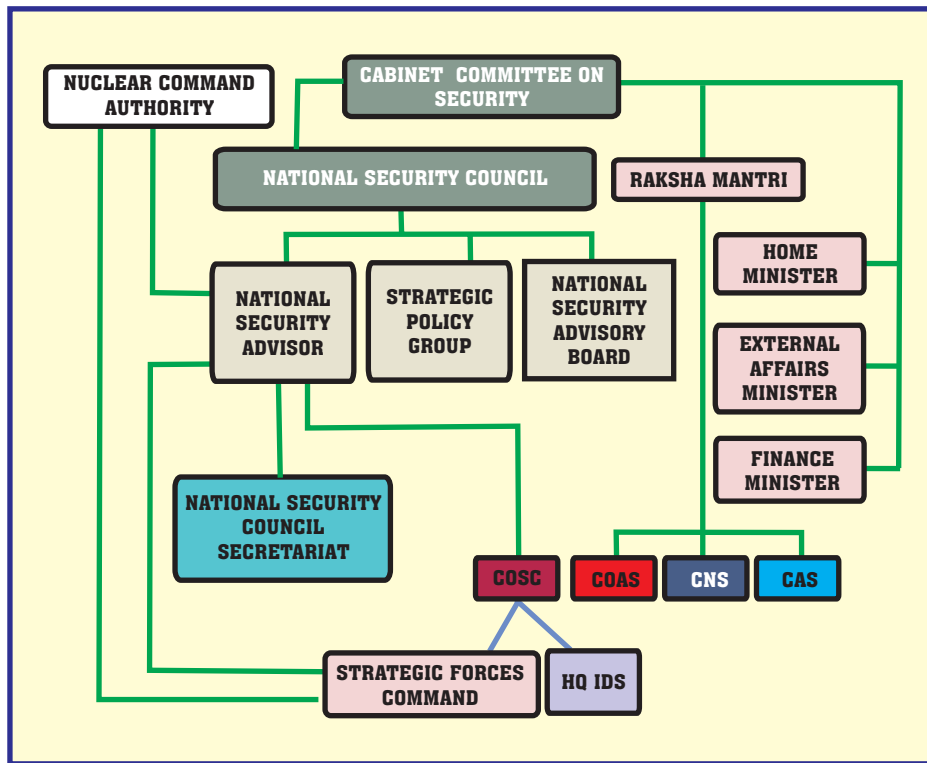 NUCLEAR COMMAND
AUTHORITY
CABINET COMMITTEE ON
SECURITY
NATIONAL SECURITY COUNCIL
RAKSHA MANTRI
HOME
MINISTER
NATIONAL
SECURITY
ADVISOR
STRATEGIC
POLICY
GROUP
NATIONAL
SECURITY
ADVISORY
BOARD
EXTERNAL
AFFAIRS
MINISTER
FINANCE
MINISTER
NATIONAL SECURITY
COUNCIL
SECRETARIAT
COSC
COAS
CNS
CAS
STRATEGIC FORCES
COMMAND
HQ IDS